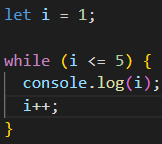 let i = 1;

while (i <= 5) {
  console.log(i);
  i++;
}